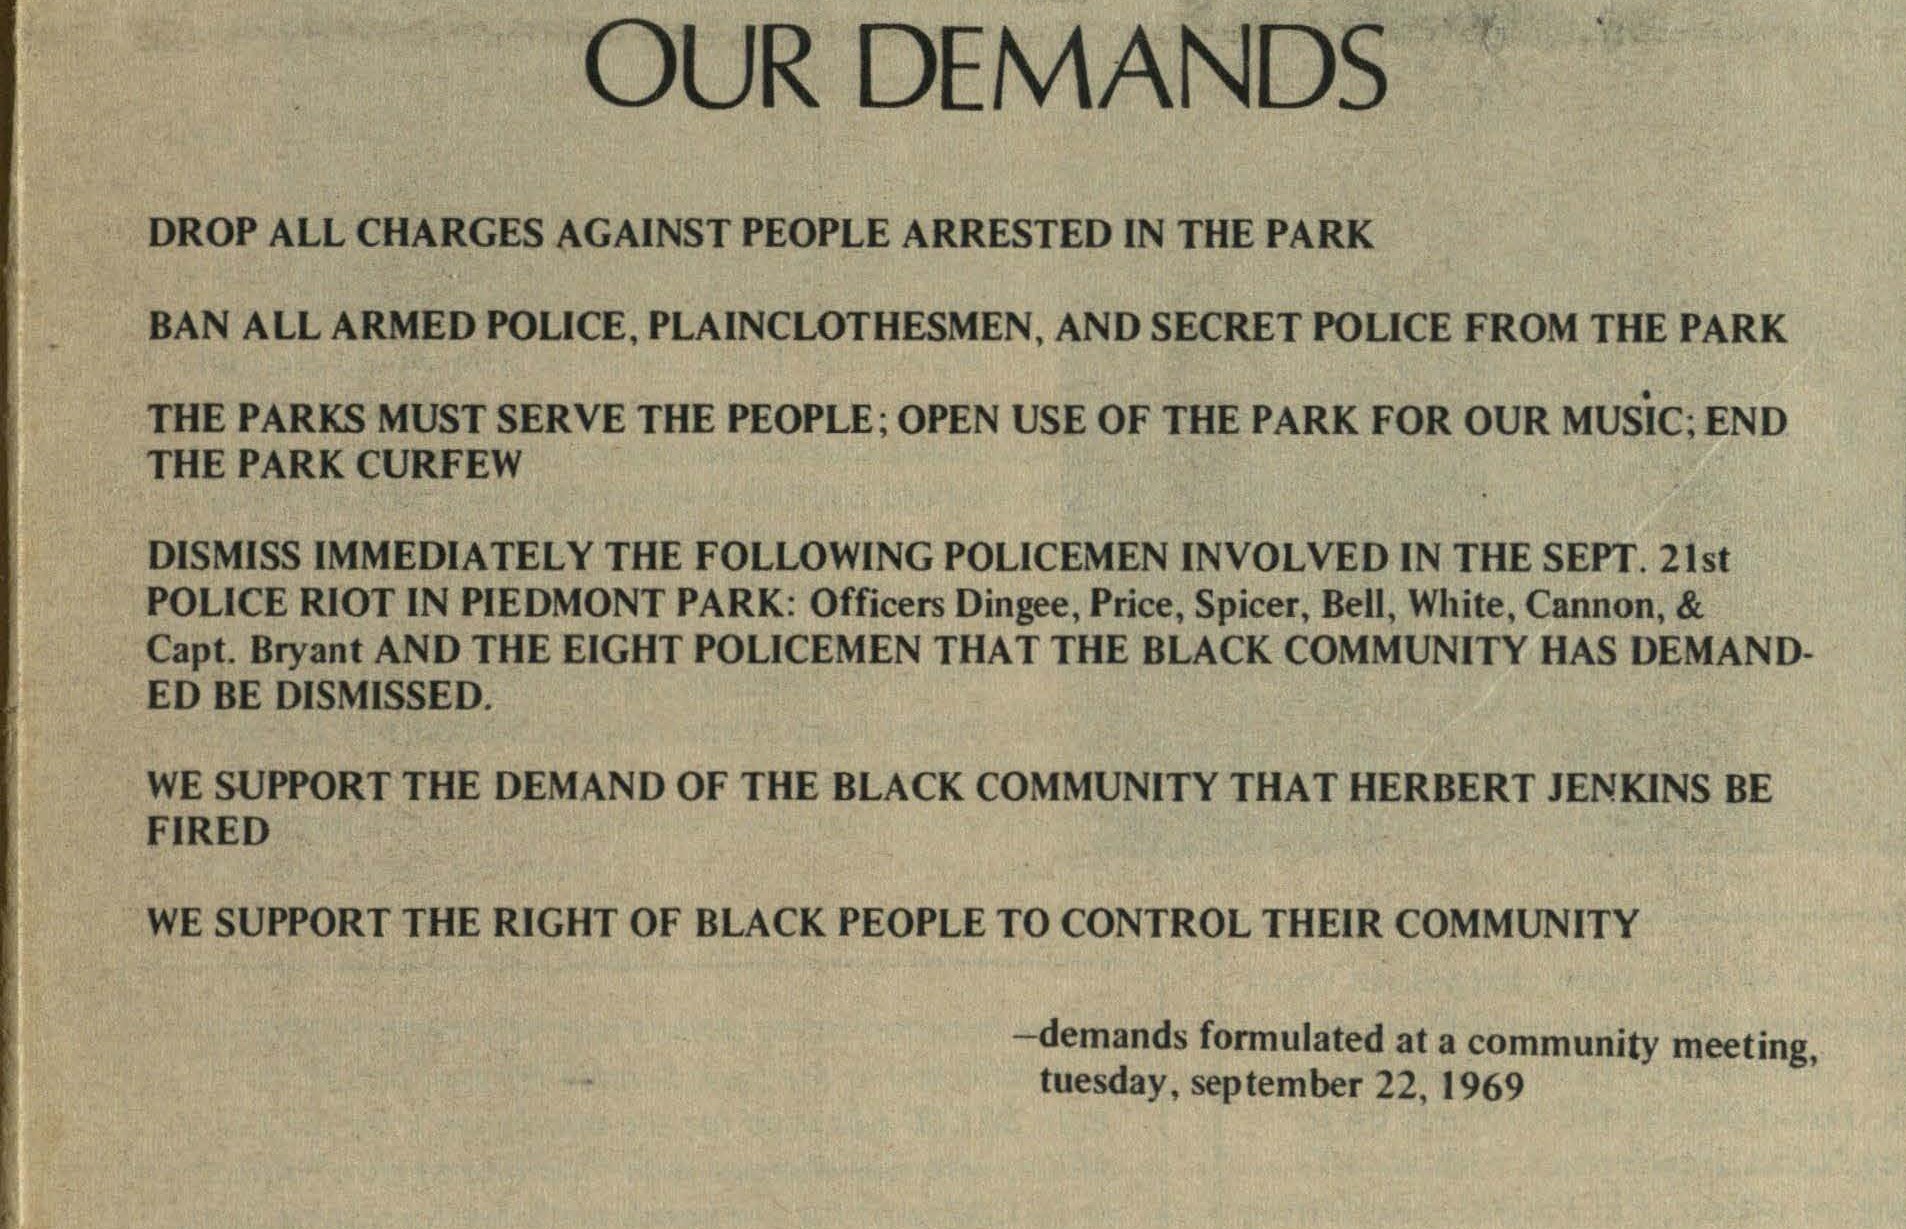 OUR DEMANDS
DROP ALL CHARGES AGAINST PEOPLE ARRESTED IN THE PARK
BAN ALL ARMED POLICE, PLAINCLOTHESMEN, AND SECRET POLICE FROM THE PARK
THE PARKS MUST SERVE THE PEOPLE; OPEN USE OF THE PARK FOR OUR MUSIC; END
THE PARK CURFEW
DISMISS IMMEDIATELY THE FOLLOWING POLICEMEN INVOLVED IN THE SEPT. 21st
POLICE RIOT IN PIEDMONT PARK: Officers Dingee, Price, Spicer, Bell, White, Cannon, &
Capt. Bryant AND THE EIGHT POLICEMEN THAT THE BLACK COMMUNITY HAS DEMAND-
ED BE DISMISSED.
WE SUPPORT THE DEMAND OF THE BLACK COMMUNITY THAT HERBERT JENKINS BE
FIRED
WE SUPPORT THE RIGHT OF BLACK PEOPLE TO CONTROL THEIR COMMUNITY
—demands formulated at a community meeting,
tuesday, september 22, 1969